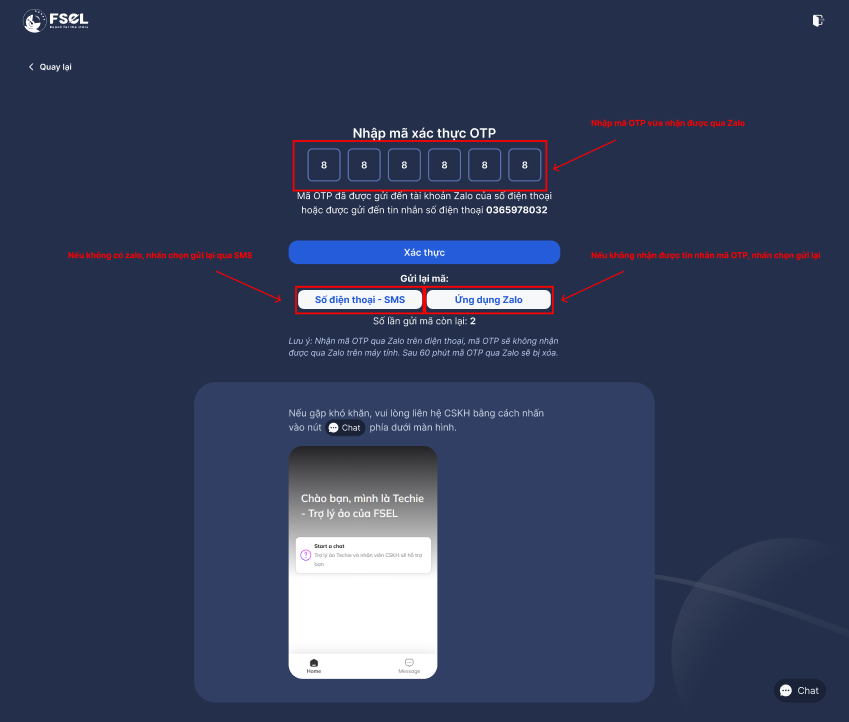 FSEL
Reach for the stars
Quay lại
Nhập mã xác thực OTP
Nhập mã OTP vừa nhận được qua Zalo
8 8 8 8 8 8
Mã OTP đã được gửi đến tài khoản Zalo của số điện thoại
hoặc được gửi đến tin nhắn số điện thoại 0365978032
Xác thực
Nếu không có zalo, nhấn chọn gửi lại qua SMS
Nếu không nhận được tin nhắn mã OTP, nhấn chọn gửi lại
Gửi lại mã:
Số điện thoại - SMS
Ứng dụng Zalo
Số lần gửi mã còn lại: 2
Lưu ý: Nhận mã OTP qua Zalo trên điện thoại, mã OTP sẽ không nhận
được qua Zalo trên máy tính. Sau 60 phút mã OTP qua Zalo sẽ bị xóa.
Nếu gặp khó khăn, vui lòng liên hệ CSKH bằng cách nhấn
vào nút Chat phía dưới màn hình.
Chào bạn, mình là Techie
- Trợ lý ảo của FSEL
Start a chat
Trợ lý ảo Techie và nhân viên CSKH sẽ hỗ trợ
bạn
Home
Message
Chat